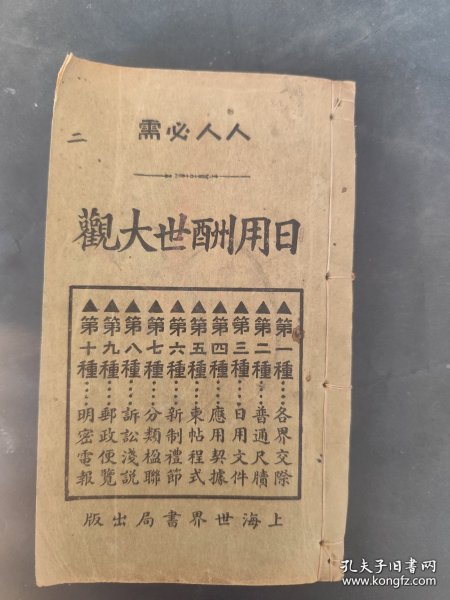 人人必需
二
日用酬世大觀
▲第一種····各界交際
▲第二種····普通尺牘
▲第三種····日用文件
▲第四種····應用契據
▲第五種····柬帖程式
▲第六種····新制禮節
▲第七種····分類楹聯
▲第八種····訴訟淺説
▲第九種····郵政便覽
▲第十種····明密電報
上海世界書局出版
孔夫子旧书网
www.kongfz.com